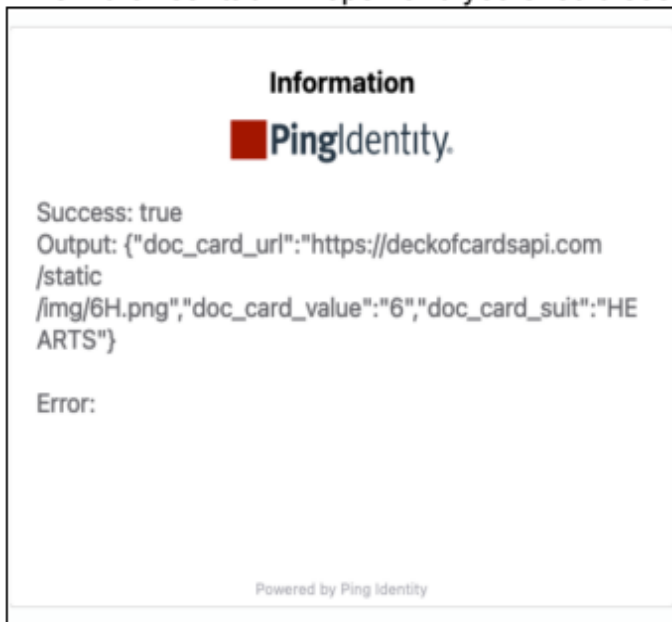 Information
PingIdentity.
Success: true
Output: {"doc_card_url":"https://deckofcardsapi.com
/static
/img/6H.png","doc_card_value":"6","doc_card_suit":"HE
ARTS"}
Error:
Powered by Ping Identity